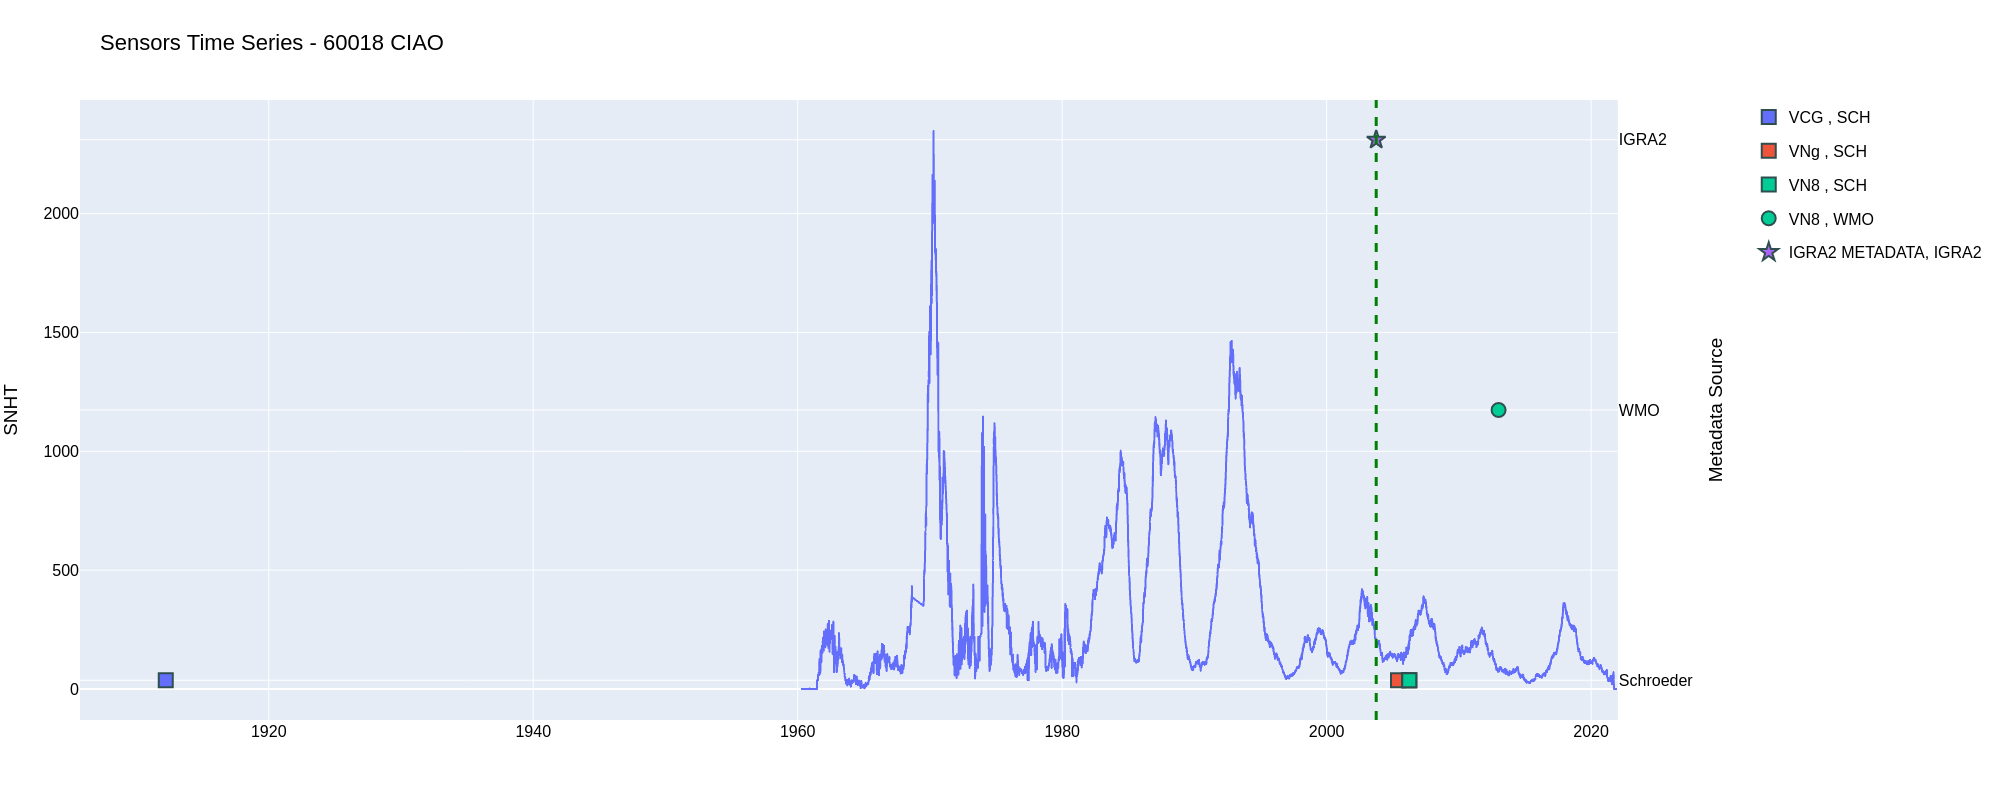 Sensors Time Series - 60018 CIAO
SNHT
2000
1500
1000
500
0
1920
1940
1960
1980
2000
2020
IGRA2
WMO
Schroeder
Metadata Source
VCG , SCH
VNg , SCH
VN8 , SCH
VN8 , WMO
IGRA2 METADATA, IGRA2